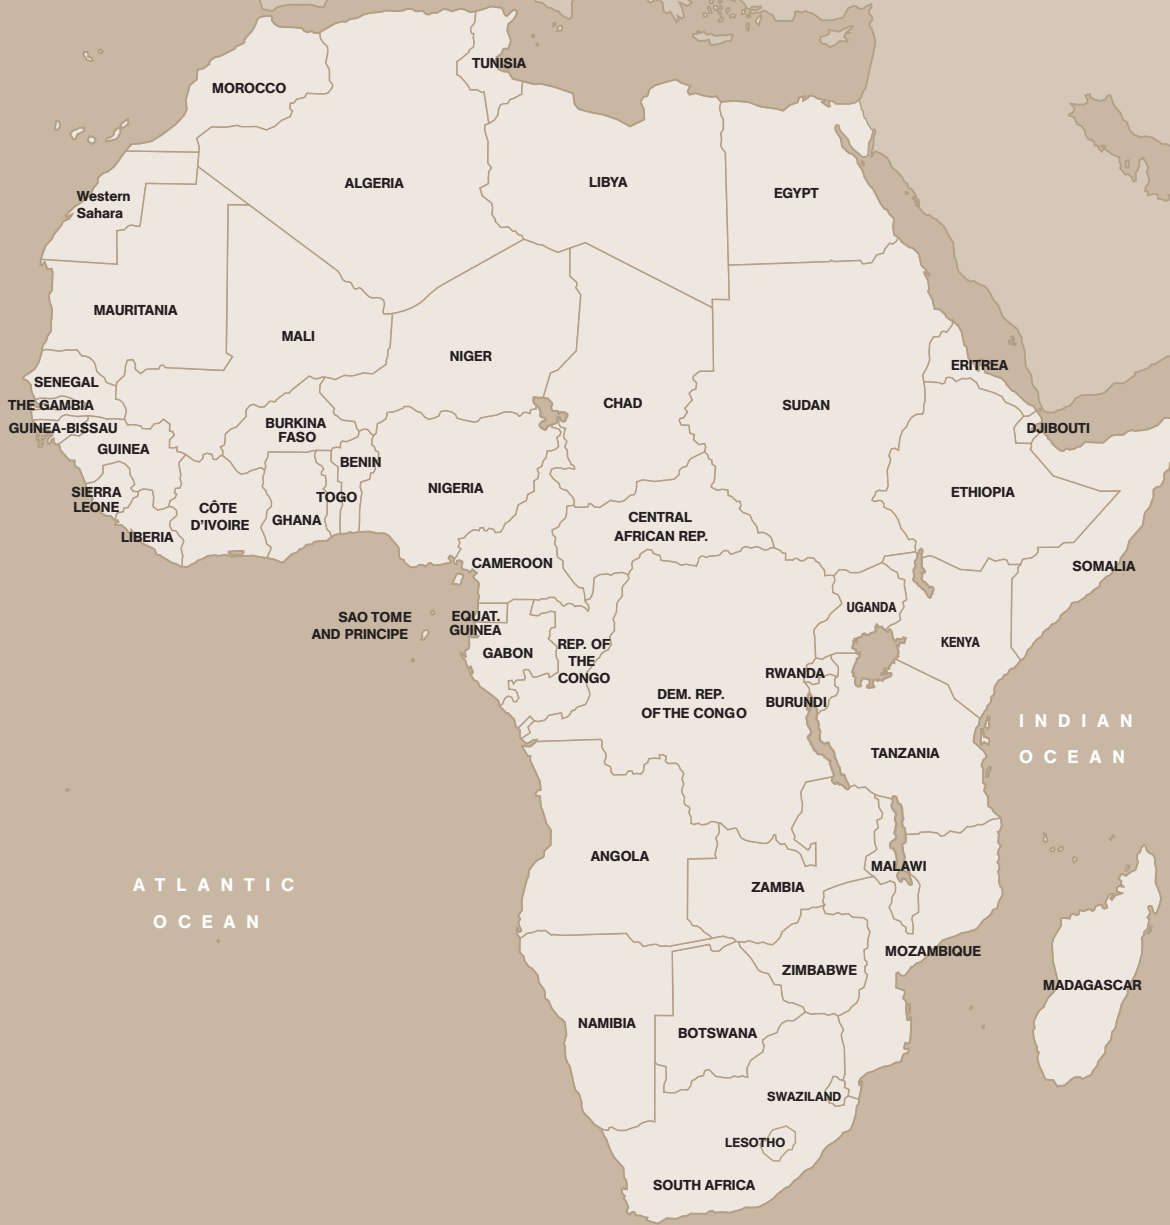 TUNISIA
MOROCCO
ALGERIA
LIBYA
EGYPT
Western
Sahara
MAURITANIA
MALI
NIGER
CHAD
SUDAN
ERITREA
SENEGAL
THE GAMBIA
GUINEA-BISSAU
GUINEA
BURKINA
FASO
BENIN
NIGERIA
DJIBOUTI
ETHIOPIA
SIERRA
LEONE
LIBERIA
CÔTE
D'IVOIRE
GHANA
TOGO
CENTRAL
AFRICAN REP.
CAMEROON
SOMALIA
UGANDA
KENYA
SAO TOME
AND PRINCIPE
EQUAT.
GUINEA
GABON
REP. OF
THE
CONGO
RWANDA
BURUNDI
DEM. REP.
OF THE CONGO
TANZANIA
INDIAN
OCEAN
ANGOLA
ZAMBIA
MALAWI
ATLANTIC
OCEAN
MOZAMBIQUE
ZIMBABWE
MADAGASCAR
NAMIBIA
BOTSWANA
SWAZILAND
LESOTHO
SOUTH AFRICA